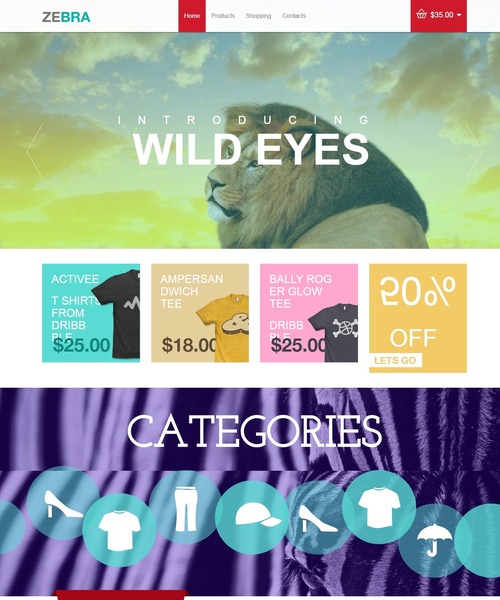 ZEBRA
Home Products Shopping Contacts
$35.00
INTRODUCING
WILD EYES
ACTIVEE
T SHIRTS
FROM
DRIBB
BLE
$25.00
AMPERSAN
DWICH
TEE
$18.00
BALLY ROG
ER GLOW
TEE
DRIBB
BLE
$25.00
20%
OFF
LETS GO
CATEGORIES